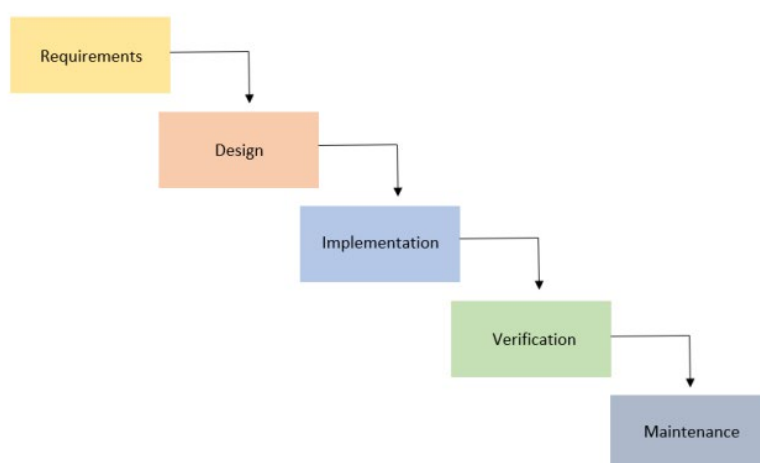 Requirements
Design
Implementation
Verification
Maintenance